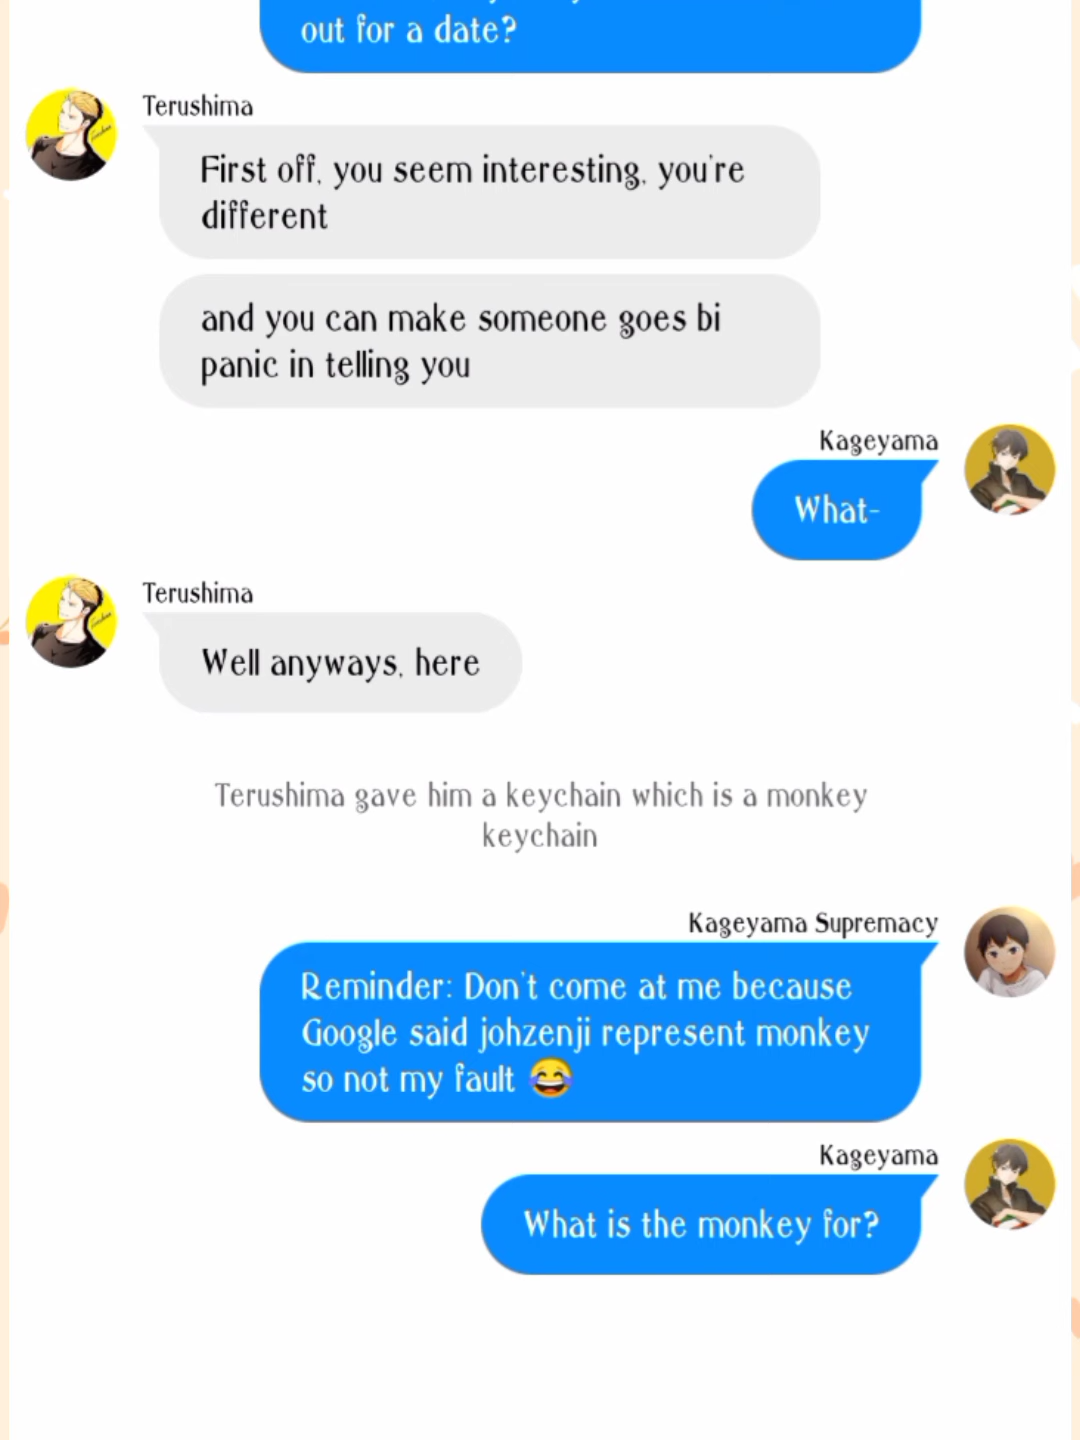 out for a date?
Terushima
First off, you seem interesting, you're
different
and you can make someone goes bi
panic in telling you
Kageyama
What-
Terushima
Well anyways, here
Terushima gave him a keychain which is a monkey
keychain
Kageyama Supremacy
Reminder: Don't come at me because
Google said johzenji represent monkey
so not my fault 😂
Kageyama
What is the monkey for?